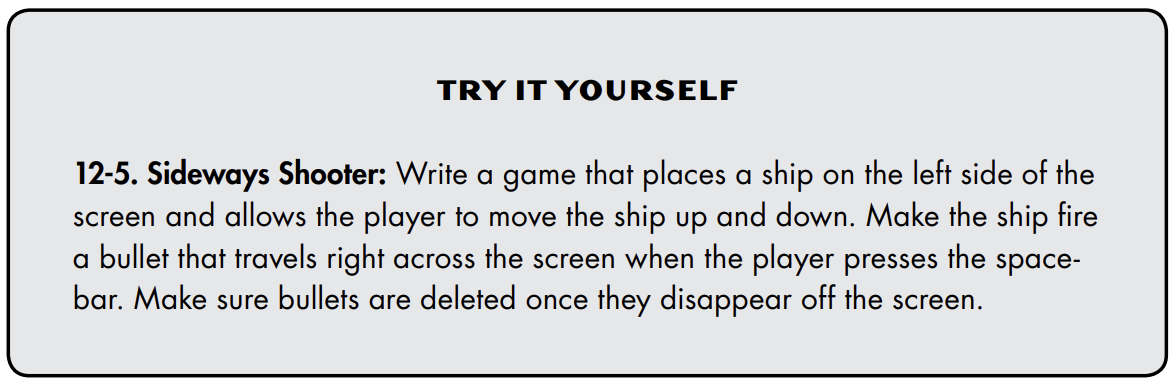 TRY IT YOURSELF
12-5. Sideways Shooter: Write a game that places a ship on the left side of the
screen and allows the player to move the ship up and down. Make the ship fire
a bullet that travels right across the screen when the player presses the space-
bar. Make sure bullets are deleted once they disappear off the screen.